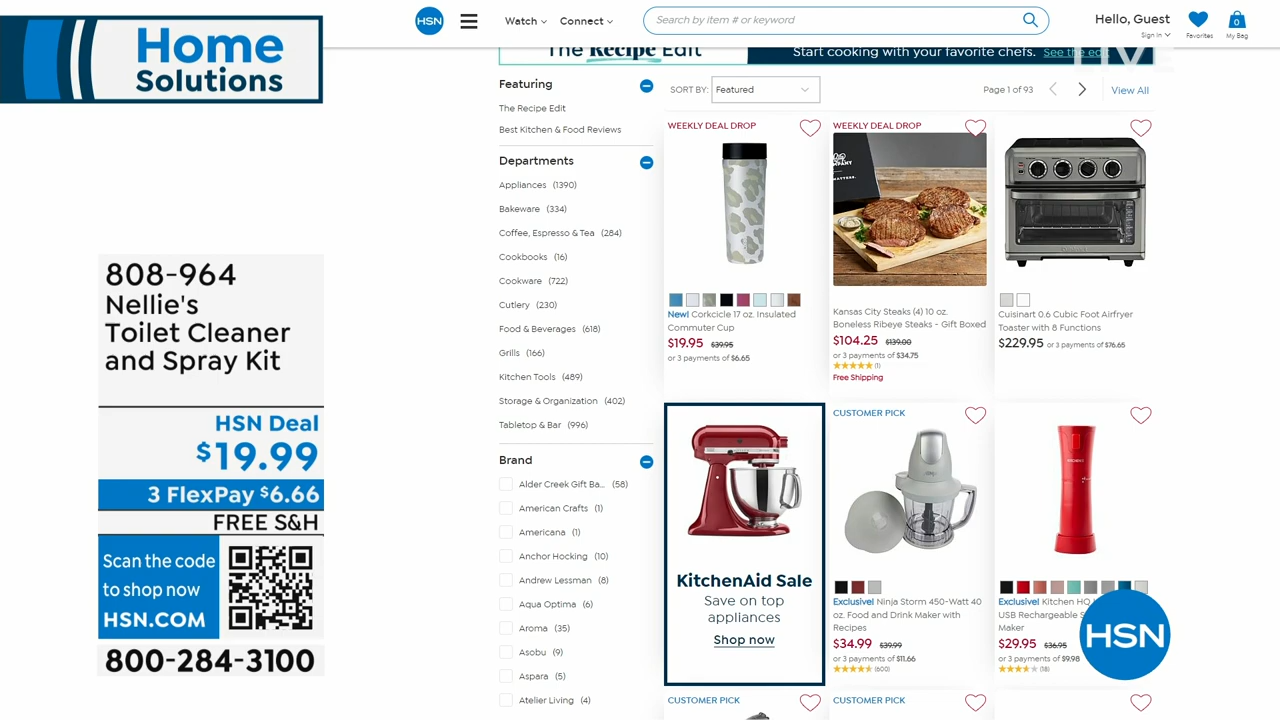 Home
Solutions
808-964
Nellie's
Toilet Cleaner
and Spray Kit
HSN Deal
$19.99
3 FlexPay $6.66
FREE S&H
Scan the code
to shop now
HSN.COM
800-284-3100
HSN
Watch
Connect
Search by item # or keyword
Hello, Guest
Sign in
Favorites
0
My Bag
The Recipe Edit
Start cooking with your favorite chefs. See the edit
LIVE
Featuring
The Recipe Edit
Best Kitchen & Food Reviews
Departments
Appliances (1390)
Bakeware (334)
Coffee, Espresso & Tea (284)
Cookbooks (16)
Cookware (722)
Cutlery (230)
Food & Beverages (618)
Grills (166)
Kitchen Tools (489)
Storage & Organization (402)
Tabletop & Bar (996)
Brand
Alder Creek Gift Ba... (58)
American Crafts (1)
Americana (1)
Anchor Hocking (10)
Andrew Lessman (8)
Aqua Optima (6)
Aroma (35)
Asobu (9)
Aspara (5)
Atelier Living (4)
SORT BY: Featured
Page 1 of 93
View All
WEEKLY DEAL DROP
New! Corkcicle 17 oz. Insulated
Commuter Cup
$19.95 $39.95
or 3 payments of $6.65
WEEKLY DEAL DROP
Kansas City Steaks (4) 10 oz.
Boneless Ribeye Steaks - Gift Boxed
$104.25 $139.00
or 3 payments of $34.75
(1)
Free Shipping
Cuisinart 0.6 Cubic Foot Airfryer
Toaster with 8 Functions
$229.95 or 3 payments of $76.65
KitchenAid Sale
Save on top
appliances
Shop now
CUSTOMER PICK
Exclusive! Ninja Storm 450-Watt 40
oz. Food and Drink Maker with
Recipes
$34.99 $39.99
or 3 payments of $11.66
(600)
Exclusive! Kitchen HQ
USB Rechargeable S
Maker
$29.95 $36.95
or 3 payments of $9.98
(18)
HSN
CUSTOMER PICK
CUSTOMER PICK